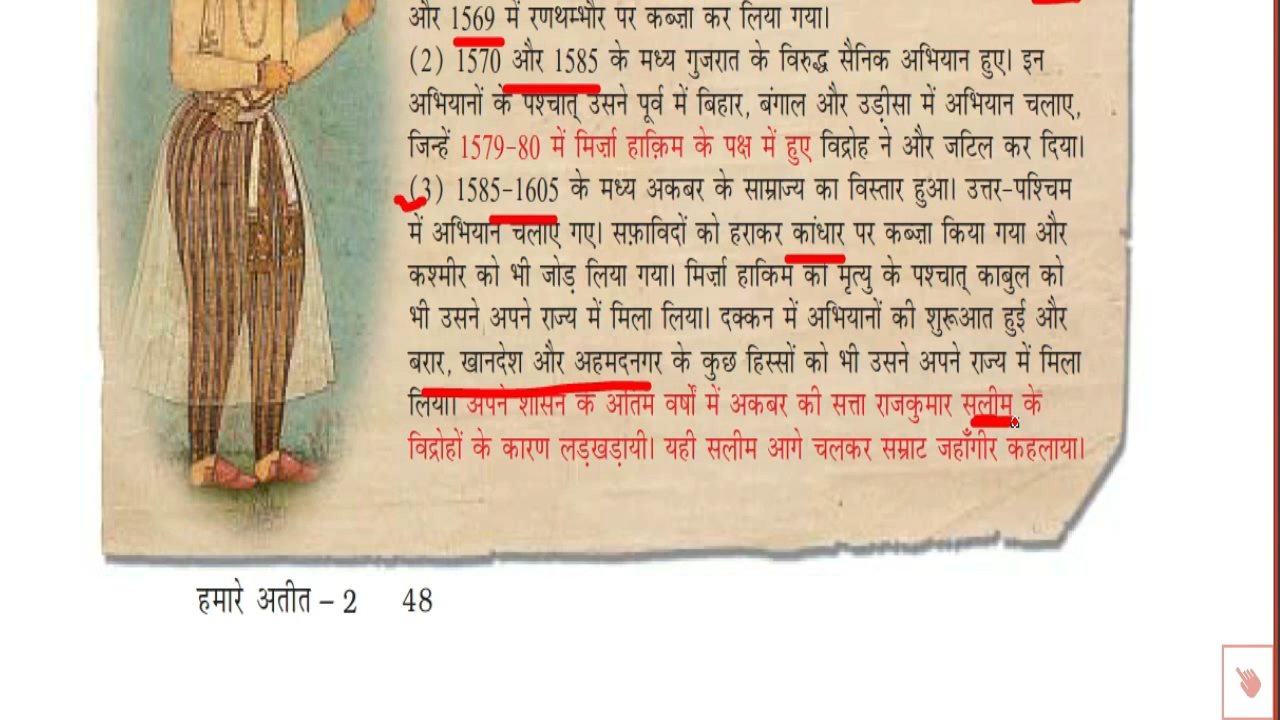 और 1569 में रणथम्भौर पर कब्ज़ा कर लिया गया।
(2) 1570 और 1585 के मध्य गुजरात के विरुद्ध सैनिक अभियान हुए। इन
अभियानों के पश्चात् उसने पूर्व में बिहार, बंगाल और उड़ीसा में अभियान चलाए,
जिन्हें 1579-80 में मिर्ज़ा हाक़िम के पक्ष में हुए विद्रोह ने और जटिल कर दिया।
(3) 1585-1605 के मध्य अकबर के साम्राज्य का विस्तार हुआ। उत्तर-पश्चिम
में अभियान चलाए गए। सफ़ाविदों को हराकर कांधार पर कब्ज़ा किया गया और
कश्मीर को भी जोड़ लिया गया। मिर्ज़ा हाकिम की मृत्यु के पश्चात् काबुल को
भी उसने अपने राज्य में मिला लिया। दक्कन में अभियानों की शुरूआत हुई और
बरार, खानदेश और अहमदनगर के कुछ हिस्सों को भी उसने अपने राज्य में मिला
लिया। अपने शासन के अंतिम वर्षों में अकबर की सत्ता राजकुमार सलीम के
विद्रोहों के कारण लड़खड़ायी। यही सलीम आगे चलकर सम्राट जहाँगीर कहलाया।
हमारे अतीत – 2 48